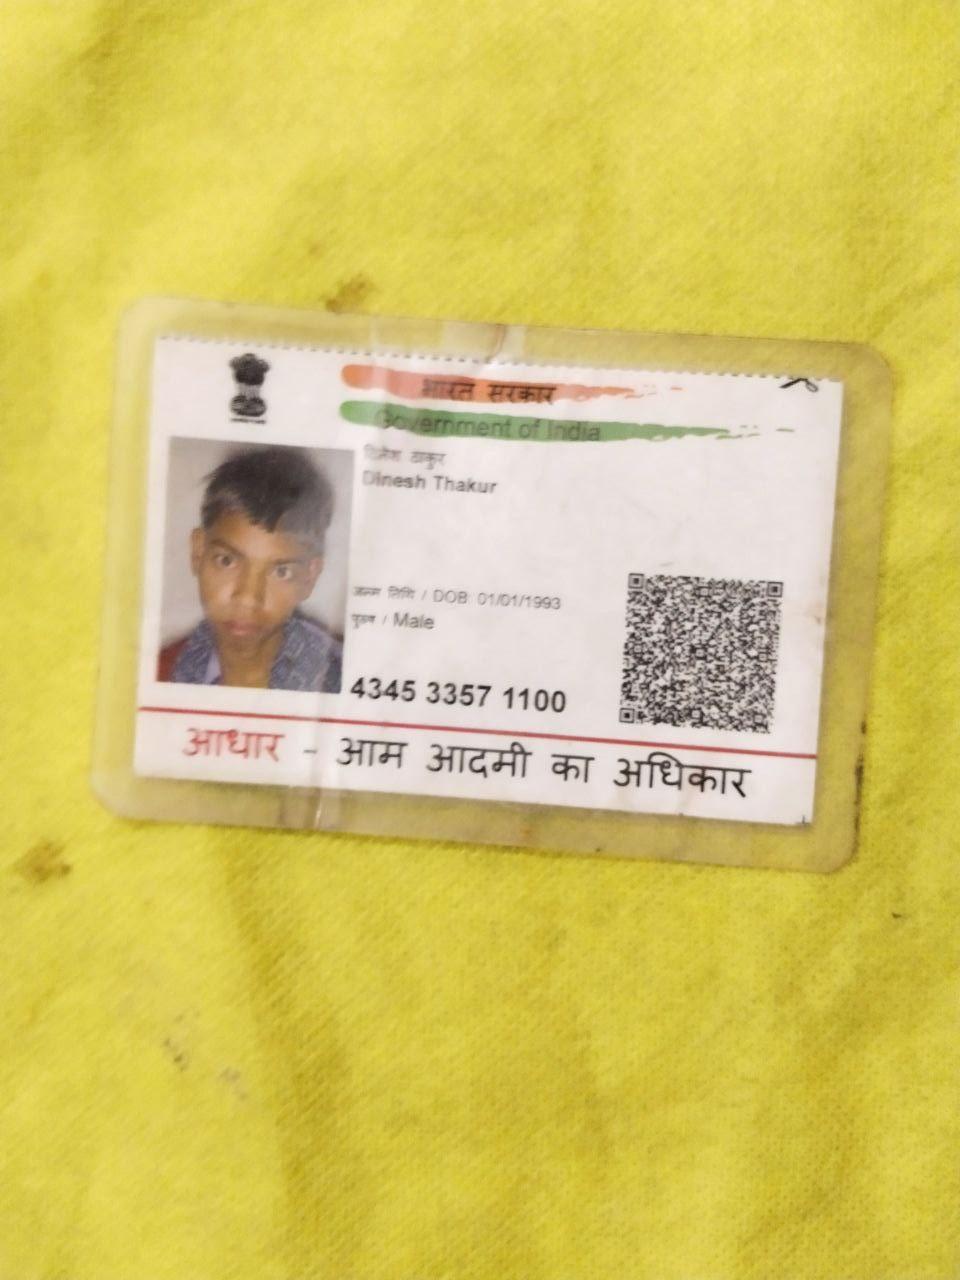 भारत सरकार
Government of India
दिनेश ठाकुर
Dinesh Thakur
जन्म तिथि / DOB: 01/01/1993
पुरुष / Male
4345 3357 1100
आधार - आम आदमी का अधिकार